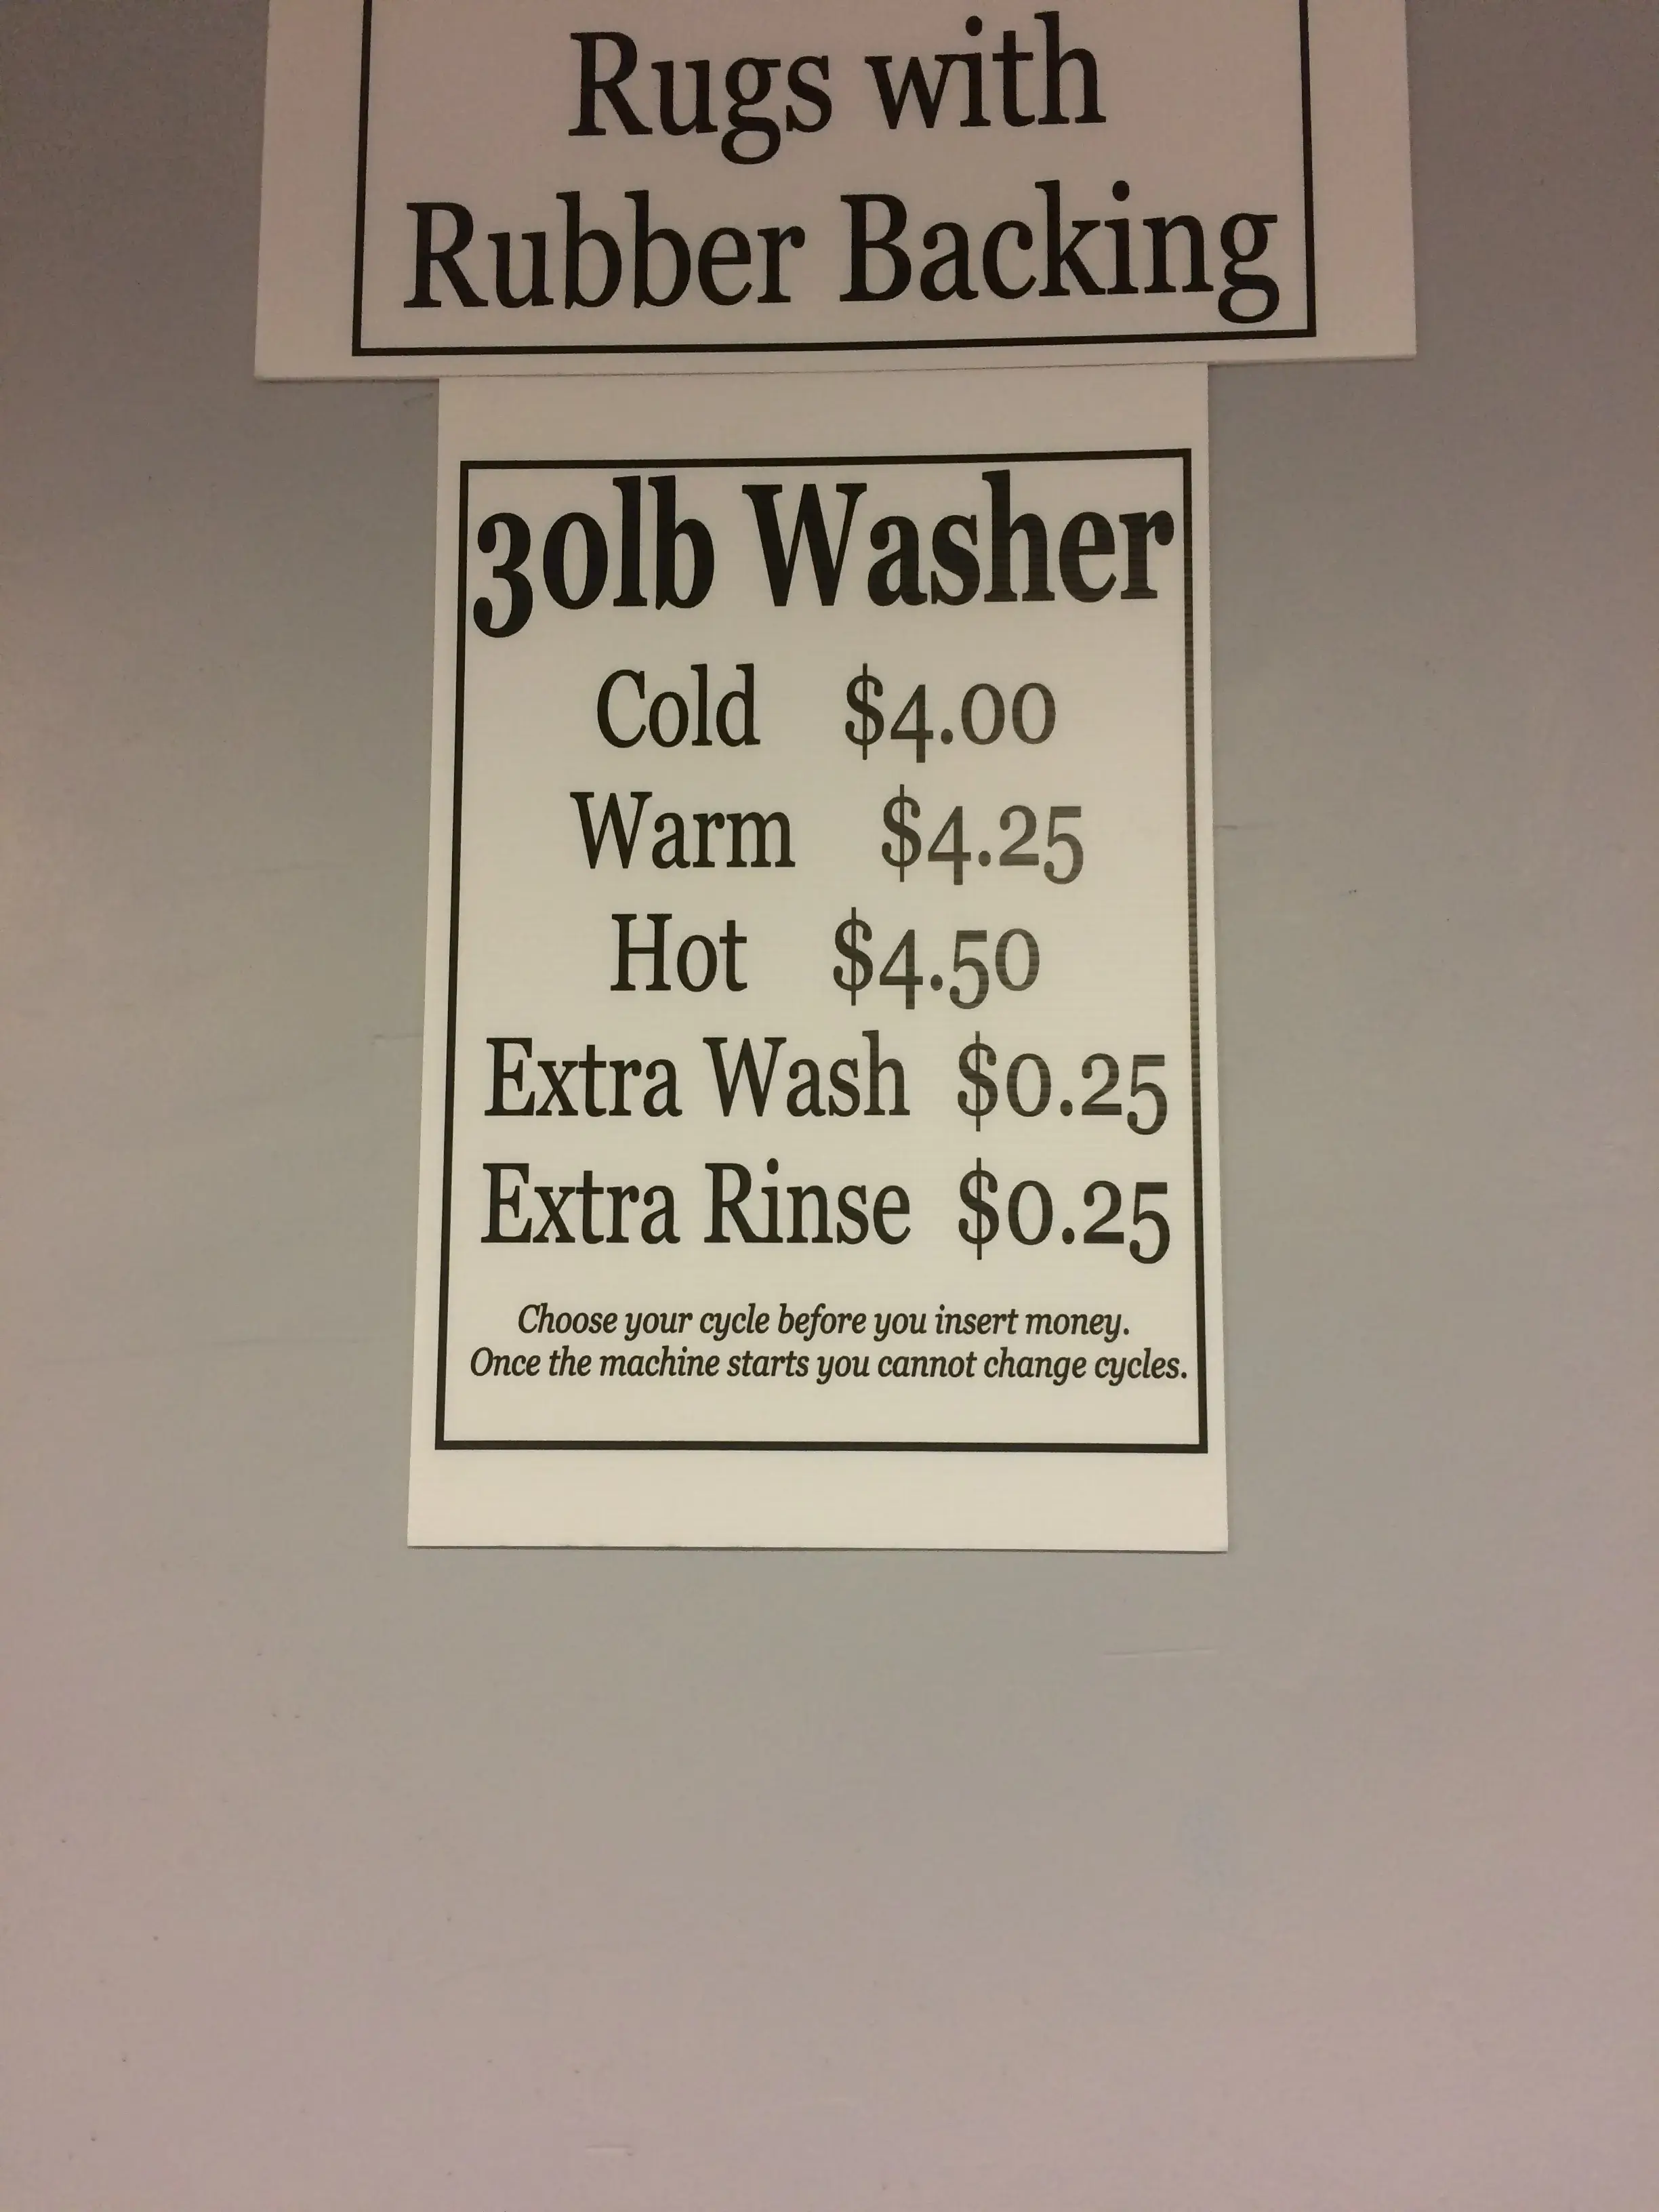 Rugs with
Rubber Backing
30lb Washer
Cold $4.00
Warm $4.25
Hot $4.50
Extra Wash $0.25
Extra Rinse $0.25
Choose your cycle before you insert money.
Once the machine starts you cannot change cycles.